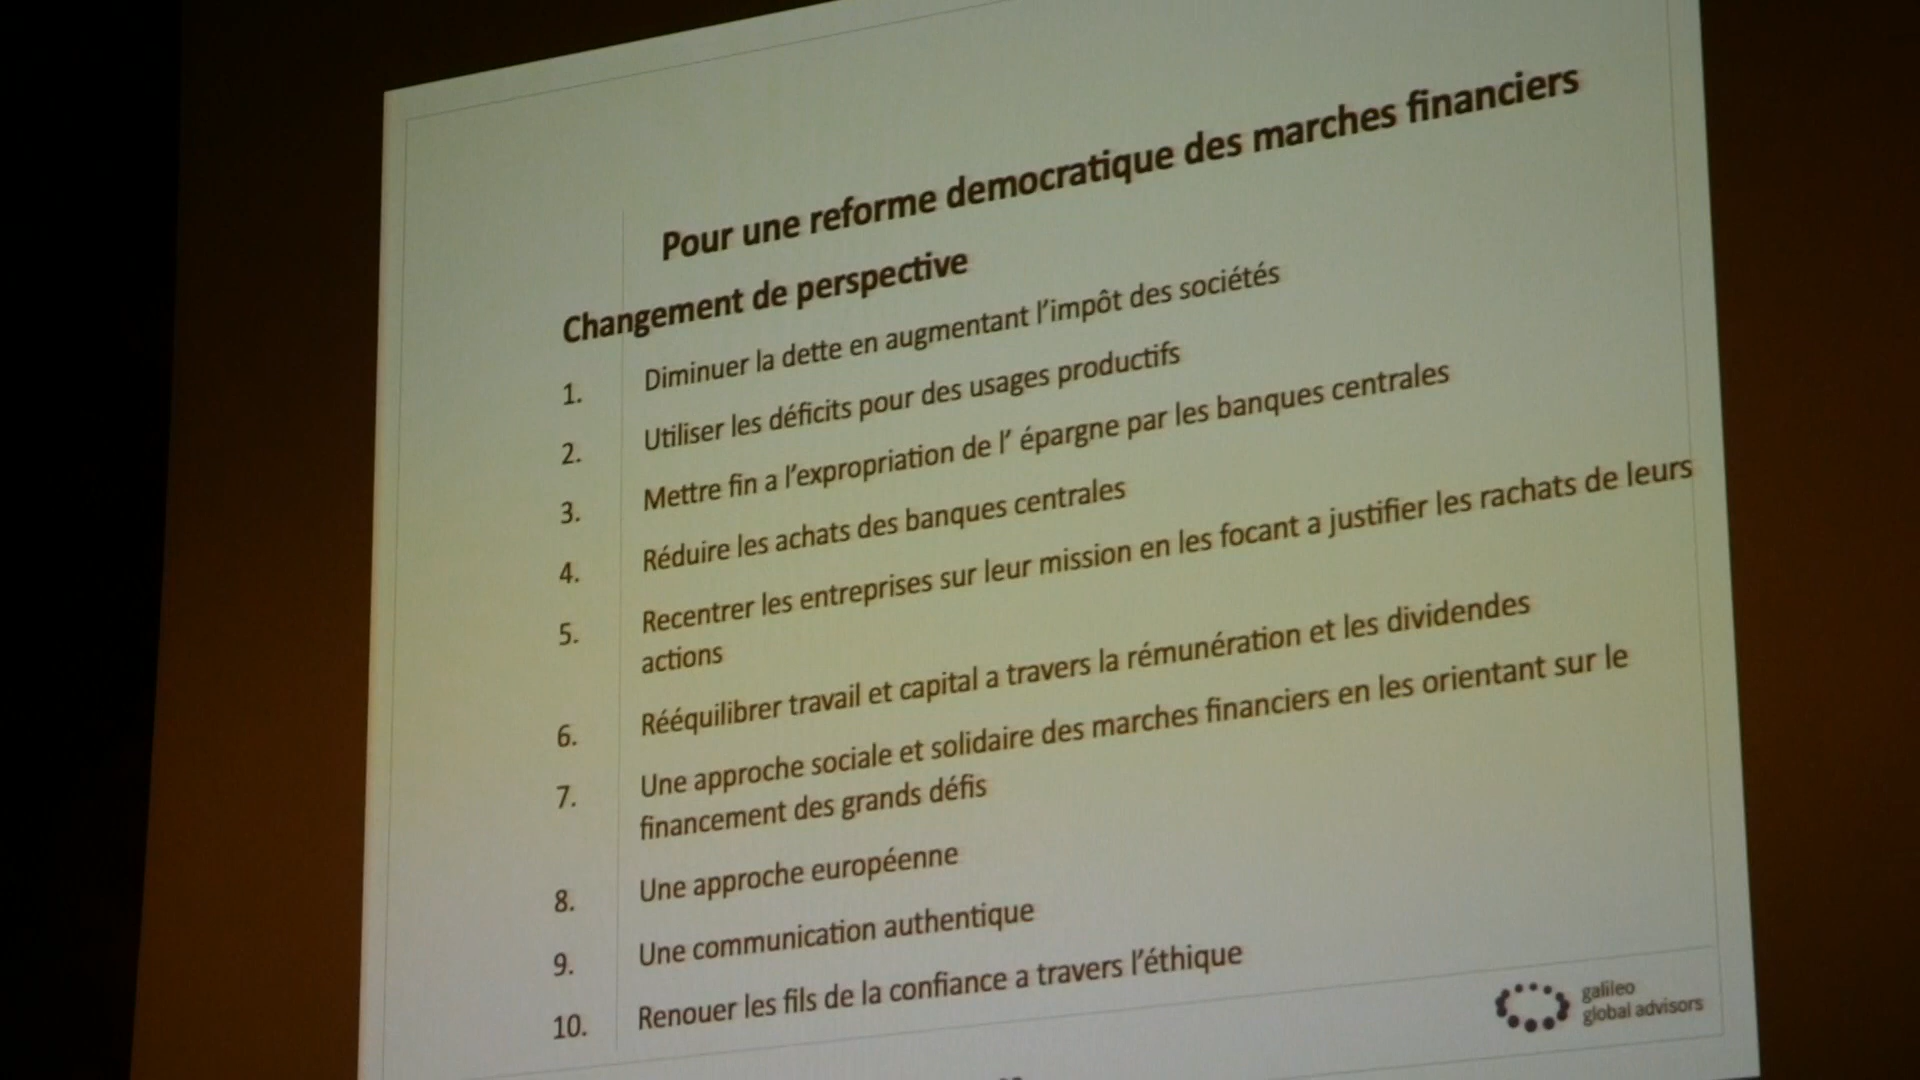 Pour une reforme democratique des marches financiers
Changement de perspective
1. Diminuer la dette en augmentant l'impôt des sociétés
2. Utiliser les déficits pour des usages productifs
3. Mettre fin a l'expropriation de l' épargne par les banques centrales
4. Réduire les achats des banques centrales
5. Recentrer les entreprises sur leur mission en les focant a justifier les rachats de leurs
actions
6. Rééquilibrer travail et capital a travers la rémunération et les dividendes
7. Une approche sociale et solidaire des marches financiers en les orientant sur le
financement des grands défis
8. Une approche européenne
9. Une communication authentique
10. Renouer les fils de la confiance a travers l'éthique
galileo
global advisors